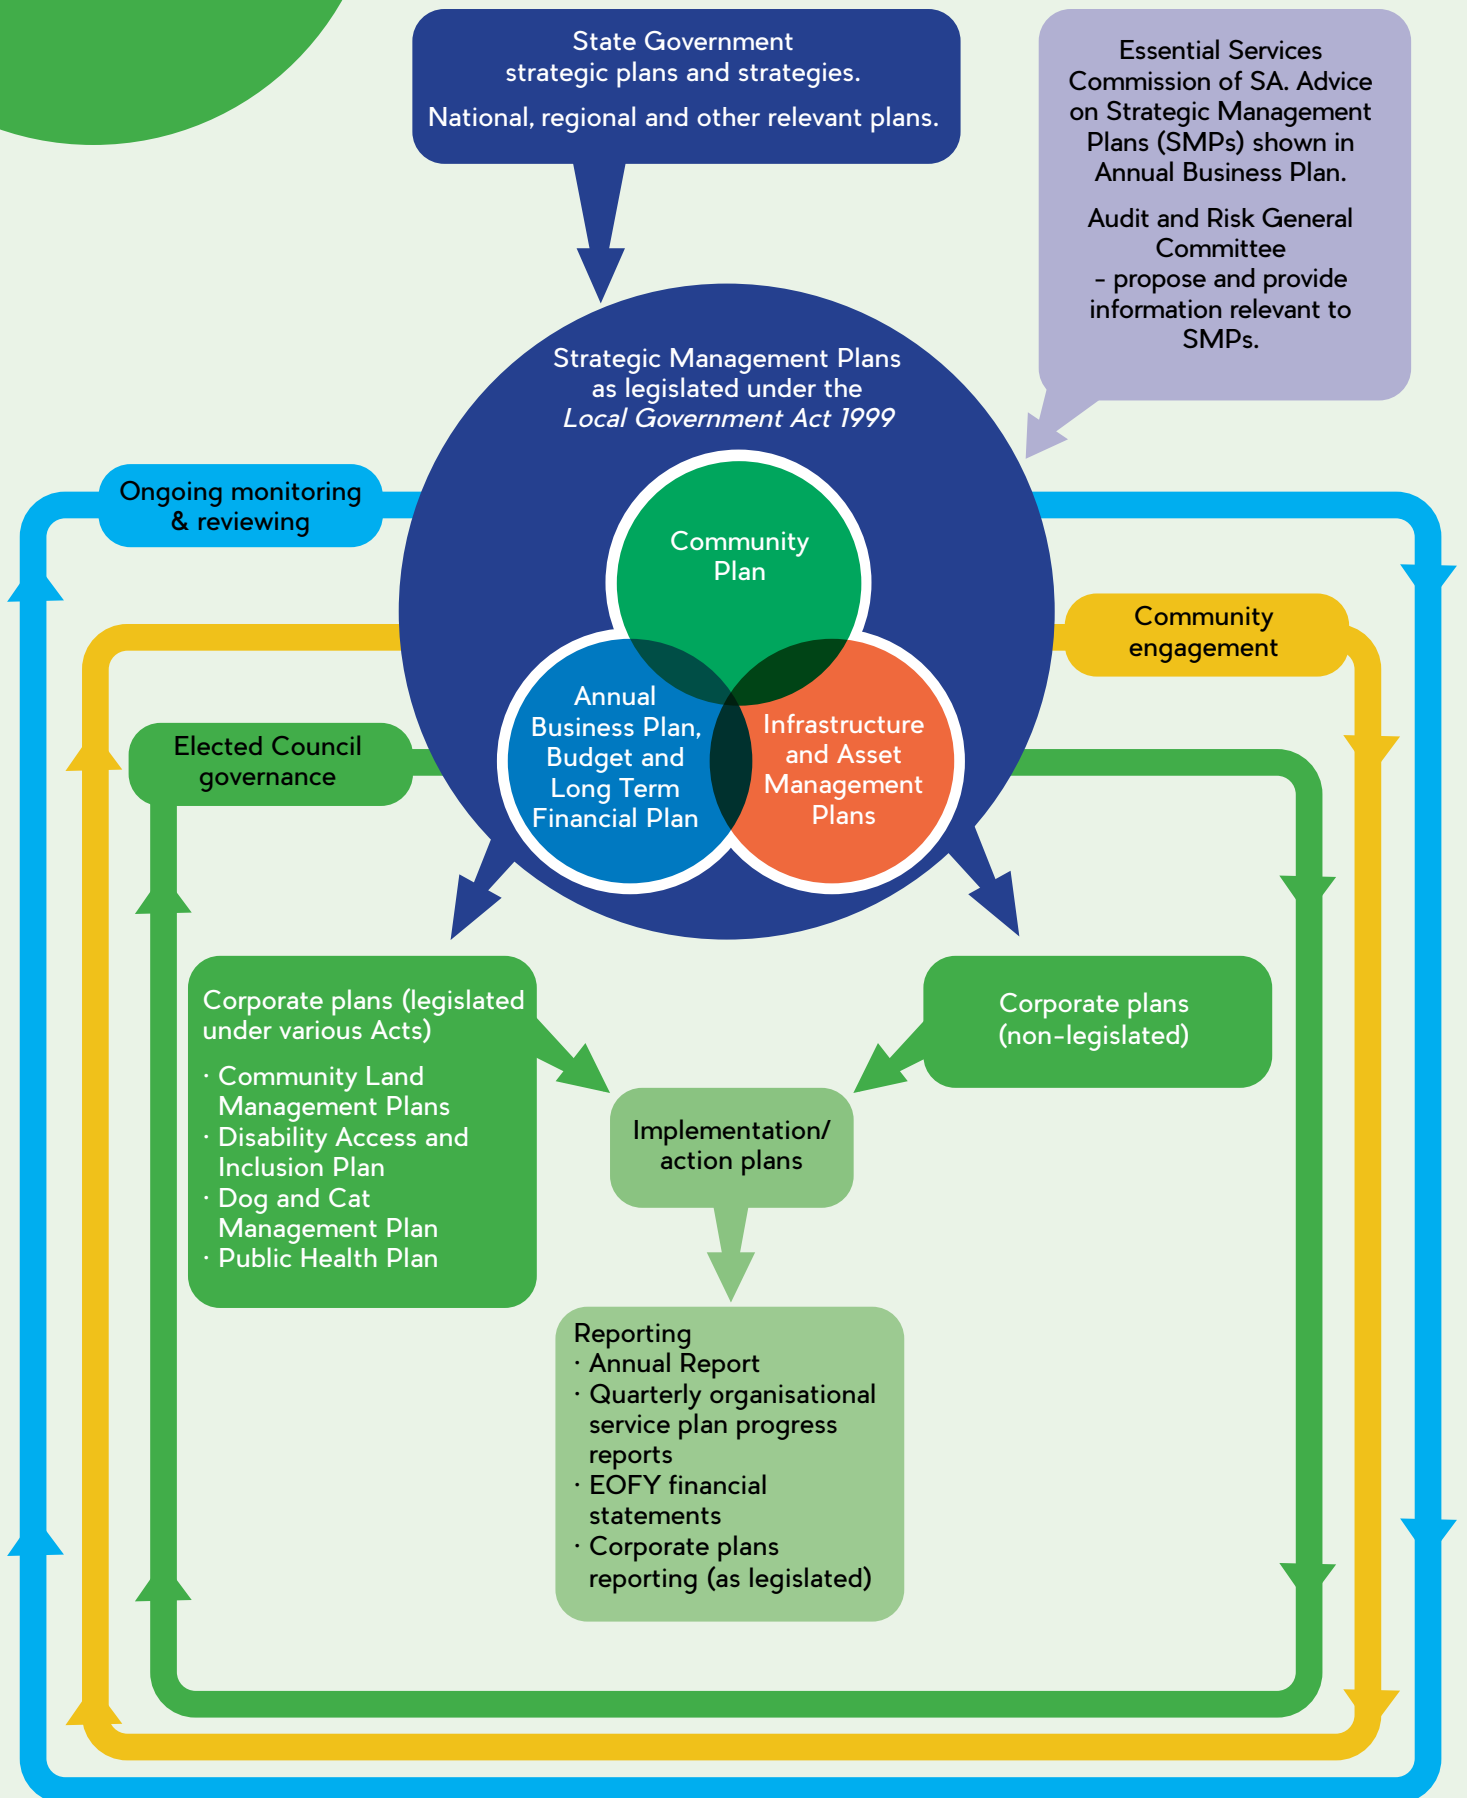 State Government
strategic plans and strategies.
National, regional and other relevant plans.
Essential Services
Commission of SA. Advice
on Strategic Management
Plans (SMPs) shown in
Annual Business Plan.
Audit and Risk General
Committee
- propose and provide
information relevant to
SMPs.
Strategic Management Plans
as legislated under the
Local Government Act 1999
Ongoing monitoring
& reviewing
Community
Plan
Community
engagement
Annual
Business Plan,
Budget and
Long Term
Financial Plan
Infrastructure
and Asset
Management
Plans
Elected Council
governance
Corporate plans (legislated
under various Acts)
· Community Land
Management Plans
· Disability Access and
Inclusion Plan
· Dog and Cat
Management Plan
· Public Health Plan
Corporate plans
(non-legislated)
Implementation/
action plans
Reporting
· Annual Report
· Quarterly organisational
service plan progress
reports
· EOFY financial
statements
· Corporate plans
reporting (as legislated)